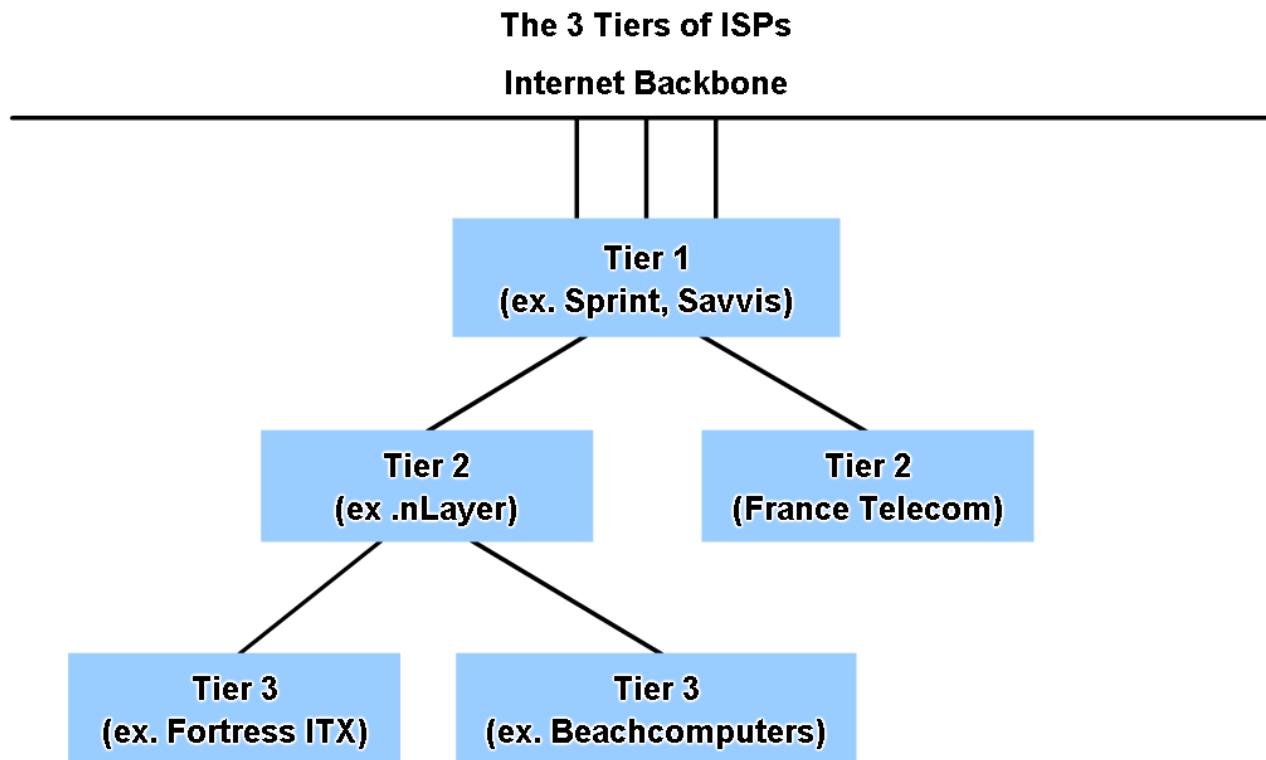 The 3 Tiers of ISPs
Internet Backbone
Tier 1
(ex. Sprint, Savvis)
Tier 2
(ex .nLayer)
Tier 2
(France Telecom)
Tier 3
(ex. Fortress ITX)
Tier 3
(ex. Beachcomputers)